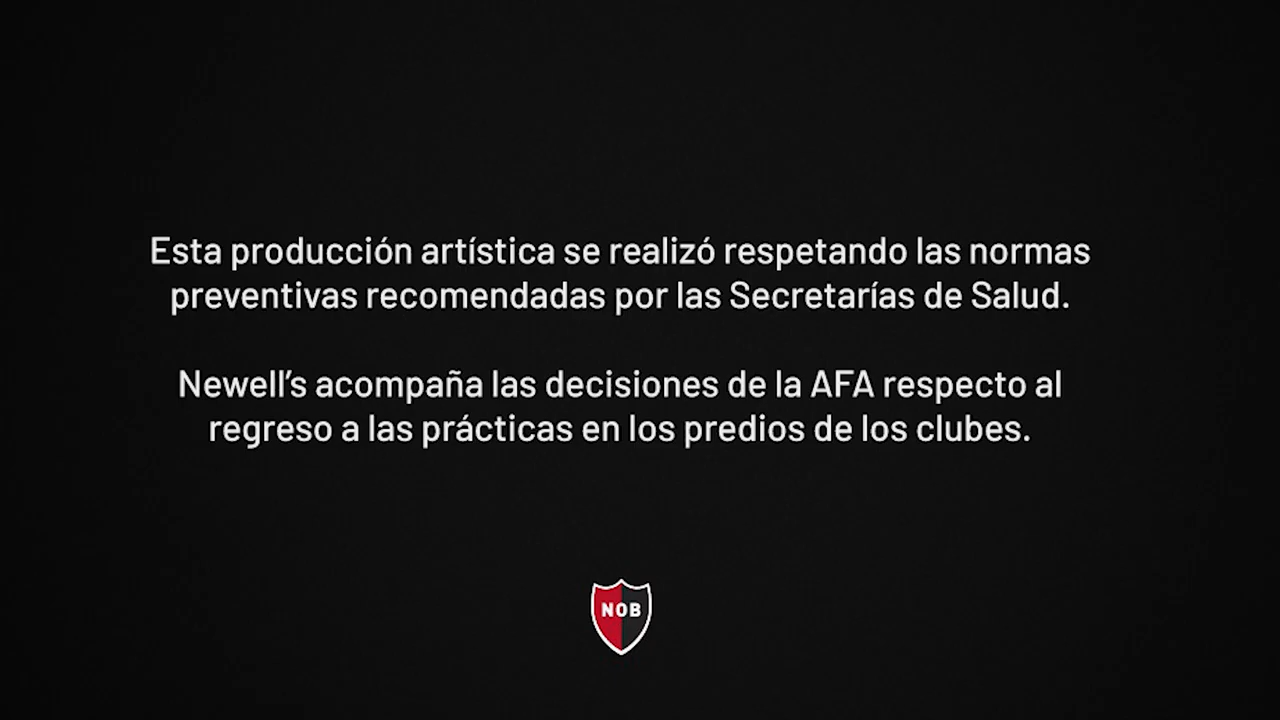 Esta producción artística se realizó respetando las normas
preventivas recomendadas por las Secretarías de Salud.
Newell’s acompaña las decisiones de la AFA respecto al
regreso a las prácticas en los predios de los clubes.
NOB